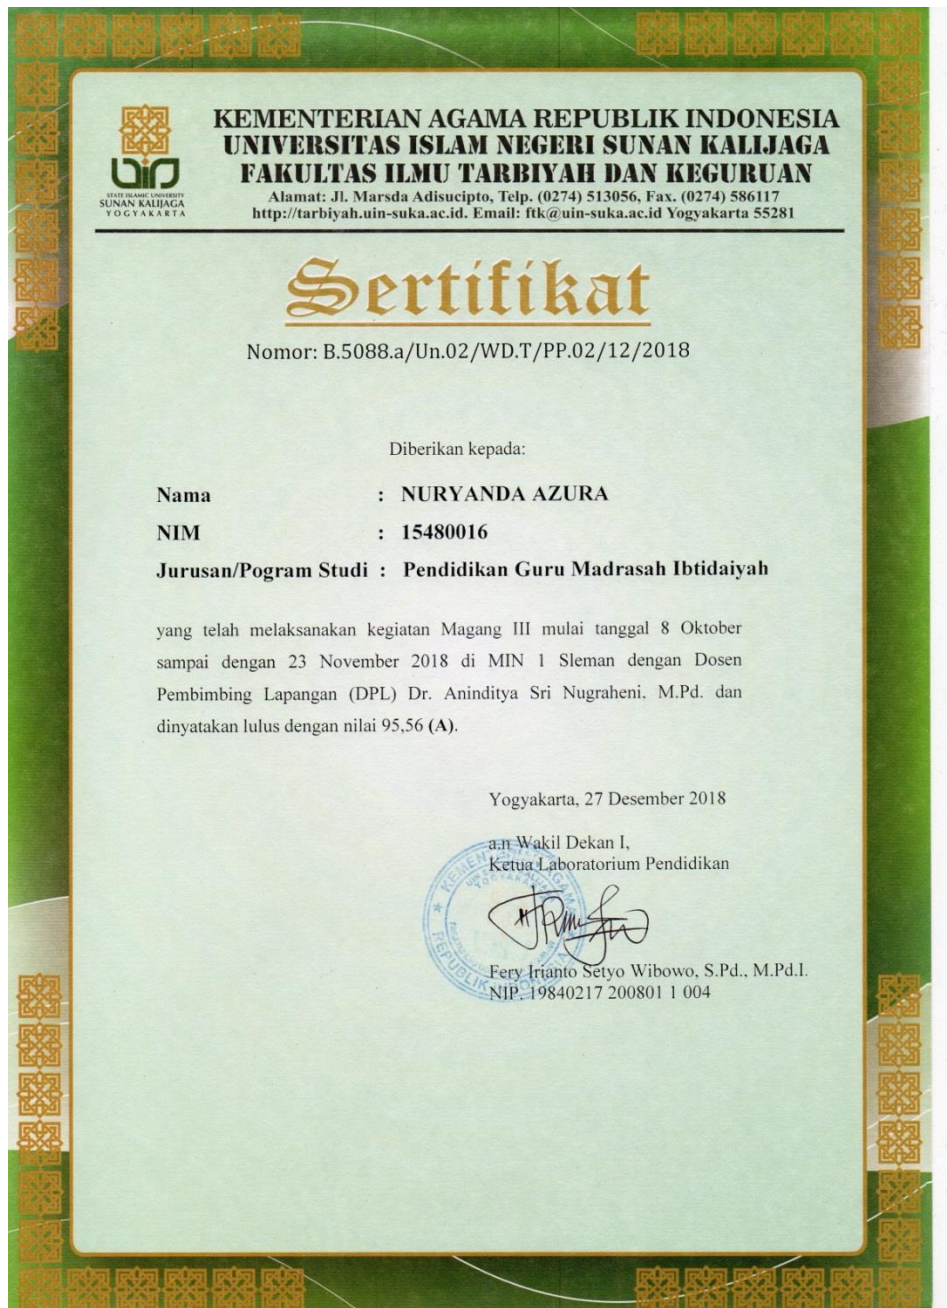 KEMENTERIAN AGAMA REPUBLIK INDONESIA
UNIVERSITAS ISLAM NEGERI SUNAN KALIJAGA
FAKULTAS ILMU TARBIYAH DAN KEGURUAN
Alamat: Jl. Marsda Adisucipto, Telp. (0274) 513056, Fax. (0274) 586117
http://tarbiyah.uin-suka.ac.id. Email: ftk@uin-suka.ac.id Yogyakarta 55281
UIN
STATE ISLAMIC UNIVERSITY
SUNAN KALIJAGA
YOGYAKARTA
Sertifikat
Nomor: B.5088.a/Un.02/WD.T/PP.02/12/2018
Diberikan kepada:
Nama : NURYANDA AZURA
NIM : 15480016
Jurusan/Pogram Studi : Pendidikan Guru Madrasah Ibtidaiyah
yang telah melaksanakan kegiatan Magang III mulai tanggal 8 Oktober
sampai dengan 23 November 2018 di MIN 1 Sleman dengan Dosen
Pembimbing Lapangan (DPL) Dr. Aninditya Sri Nugraheni. M.Pd. dan
dinyatakan lulus dengan nilai 95,56 (A).
Yogyakarta, 27 Desember 2018
a.n Wakil Dekan I,
Ketua Laboratorium Pendidikan
KEMENTERIAN AGAMA
REPUBLIK INDONESIA
YOGYAKARTA
Fery Irianto Setyo Wibowo, S.Pd., M.Pd.I.
NIP. 19840217 200801 1 004